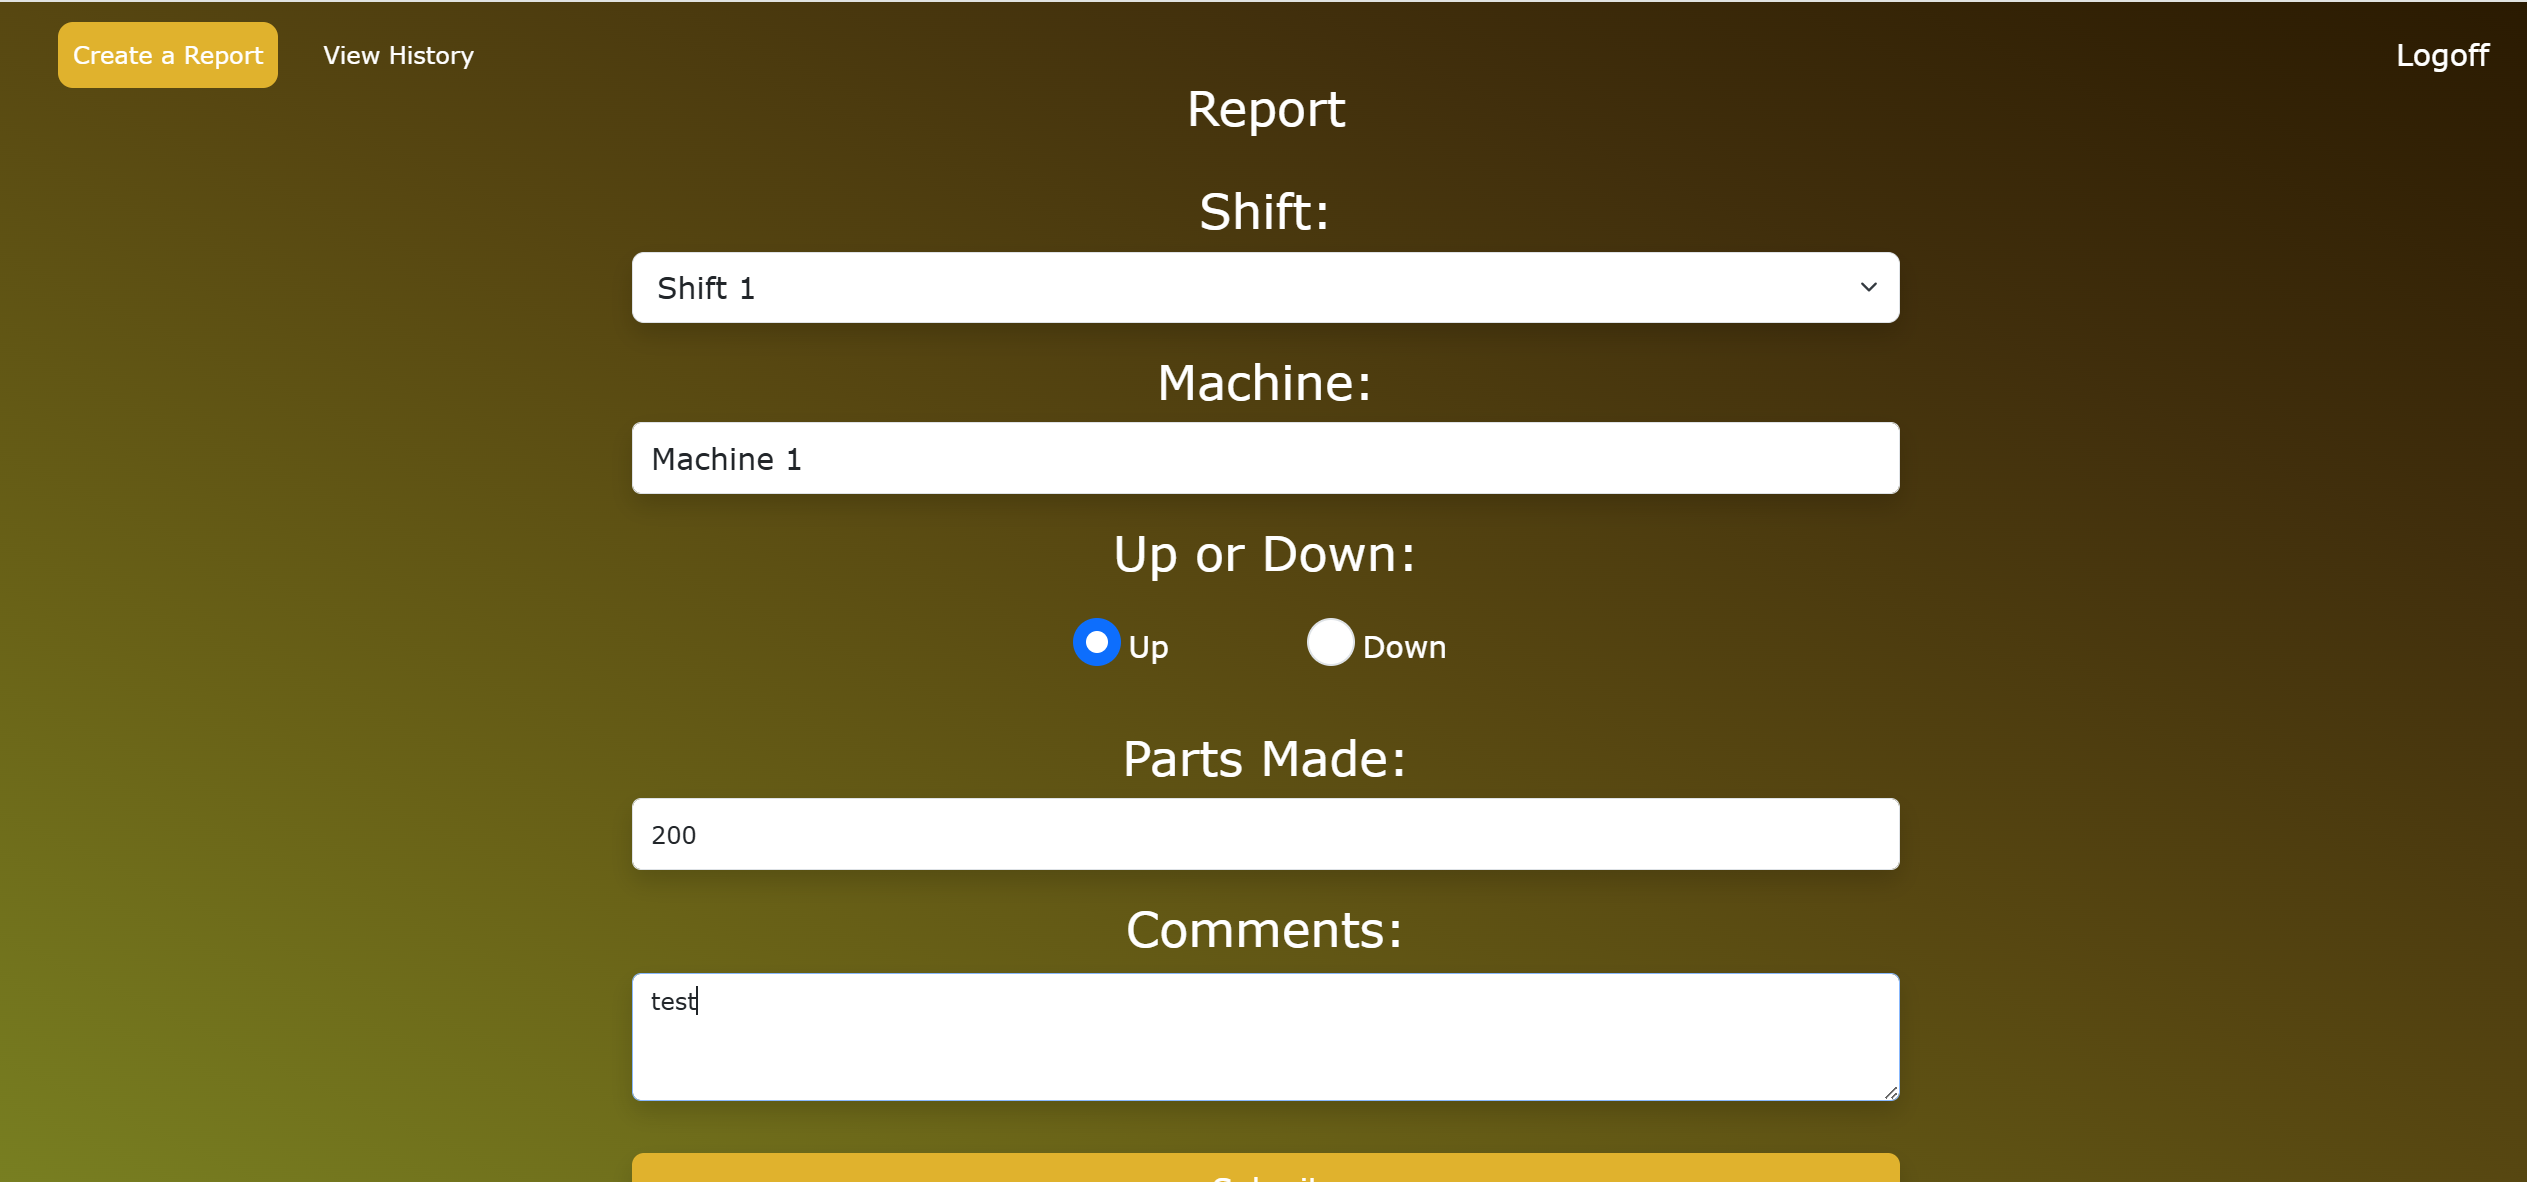 Create a Report View History Logoff
Report
Shift:
Shift 1
Machine:
Machine 1
Up or Down:
Up Down
Parts Made:
200
Comments:
test
Submit